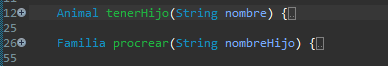 12 Animal tenerHijo(String nombre) {
25
26 Familia procrear(String nombreHijo) {
55